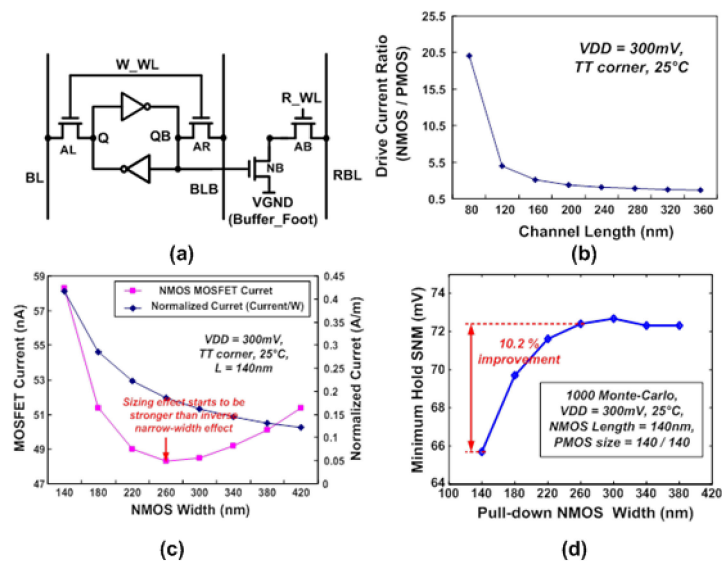 W_WL
R_WL
Q
QB
AL
AR
AB
NB
BL
BLB
RBL
VGND
(Buffer_Foot)
(a)
Drive Current Ratio
(NMOS / PMOS)
25.5
20.5
15.5
10.5
5.5
0.5
VDD = 300mV,
TT corner, 25°C
80 120 160 200 240 280 320 360
Channel Length (nm)
(b)
MOSFET Current (nA)
59
57
55
53
51
49
47
NMOS MOSFET Curret
Normalized Curret (Current/W)
VDD = 300mV,
TT corner, 25°C,
L = 140nm
Sizing effect starts to be
stronger than inverse
narrow-width effect
0.45
0.4
0.35
0.3
0.25
0.2
0.15
0.1
0.05
0
Normalized Curret (A/m)
140 180 220 260 300 340 380 420
NMOS Width (nm)
(c)
Minimum Hold SNM (mV)
76
74
72
70
68
66
64
10.2 %
improvement
1000 Monte-Carlo,
VDD = 300mV, 25°C,
NMOS Length = 140nm,
PMOS size = 140 / 140
100 140 180 220 260 300 340 380 420
Pull-down NMOS Width (nm)
(d)